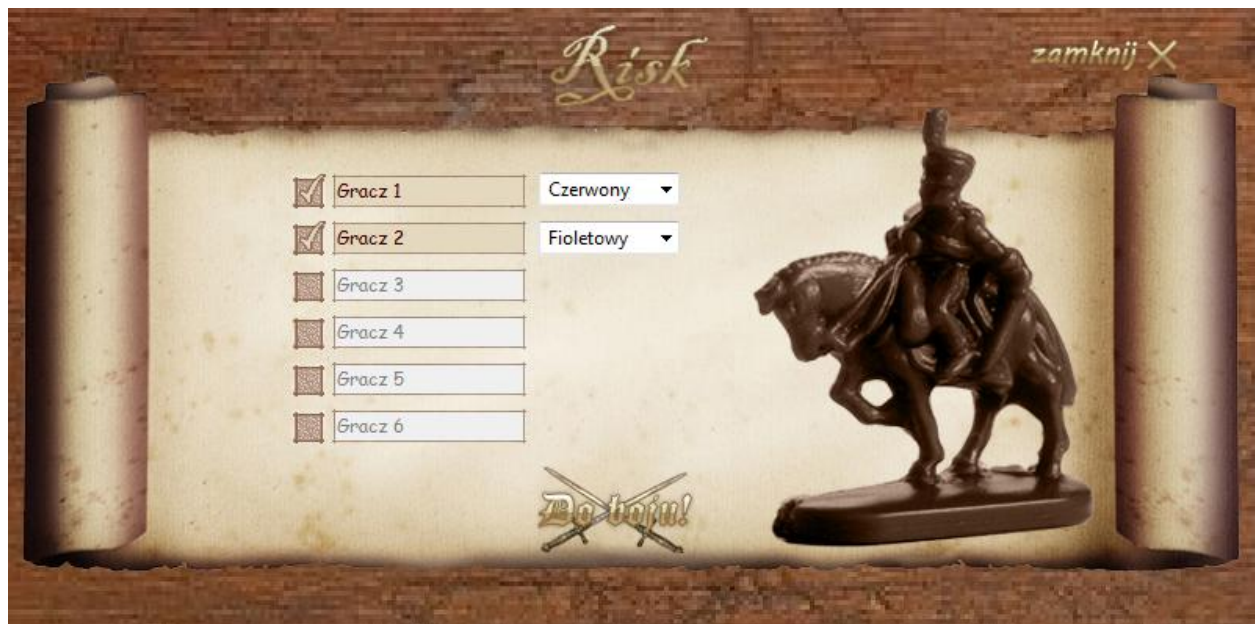 Risk
zamknij
Gracz 1 Czerwony
Gracz 2 Fioletowy
Gracz 3
Gracz 4
Gracz 5
Gracz 6
Do boju!